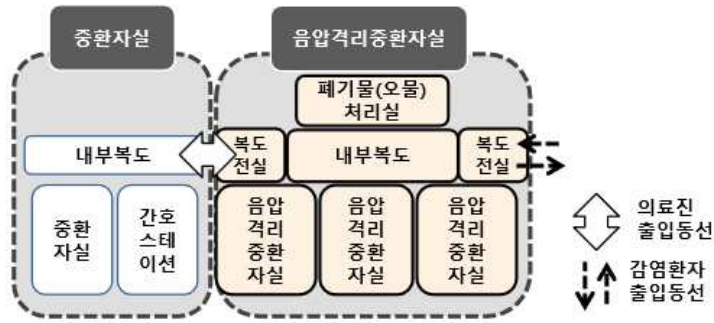 중환자실
음압격리중환자실
폐기물(오물)
처리실
내부복도
복도
전실
내부복도
복도
전실
중환
자실
간호
스테
이션
음압
격리
중환
자실
음압
격리
중환
자실
음압
격리
중환
자실
의료진
출입동선
감염환자
출입동선